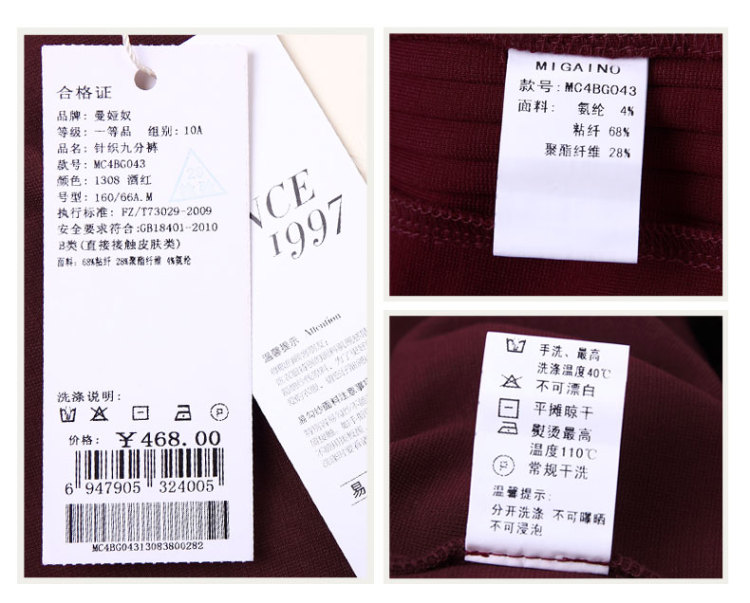 合格证
品牌: 曼娅奴
等级: 一等品 组别: 10A
品名: 针织九分裤
款号: MC4BG043
颜色: 1308 酒红
号型: 160/66A.M
执行标准: FZ/T73029-2009
安全要求符合:GB18401-2010
B类(直接接触皮肤类)
面料: 68%粘纤 28%聚酯纤维 4%氨纶
洗涤说明:
价格: ¥468.00
6 947905 324005
MC4BG04313083800282
NCE
1997
温馨提示 Attention
易
MIGAINO
款号: MC4BG043
面料: 氨纶 4%
粘纤 68%
聚酯纤维 28%
手洗、最高
洗涤温度40℃
不可漂白
平摊晾干
熨烫最高
温度110℃
P 常规干洗
温馨提示:
分开洗涤 不可曝晒
不可浸泡